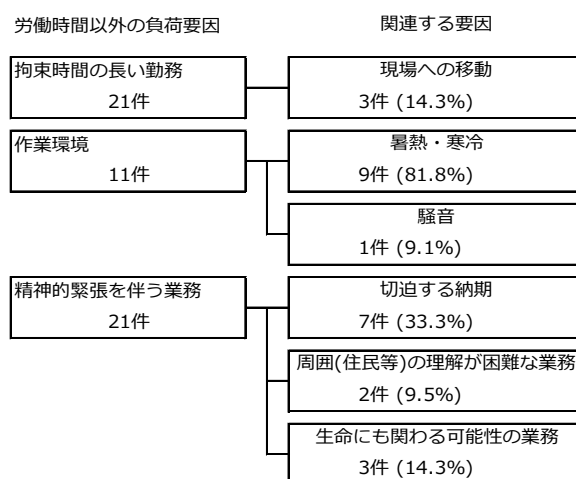 労働時間以外の負荷要因
関連する要因
拘束時間の長い勤務
21件
現場への移動
3件 (14.3%)
作業環境
11件
暑熱・寒冷
9件 (81.8%)
騒音
1件 (9.1%)
精神的緊張を伴う業務
21件
切迫する納期
7件 (33.3%)
周囲(住民等)の理解が困難な業務
2件 (9.5%)
生命にも関わる可能性の業務
3件 (14.3%)